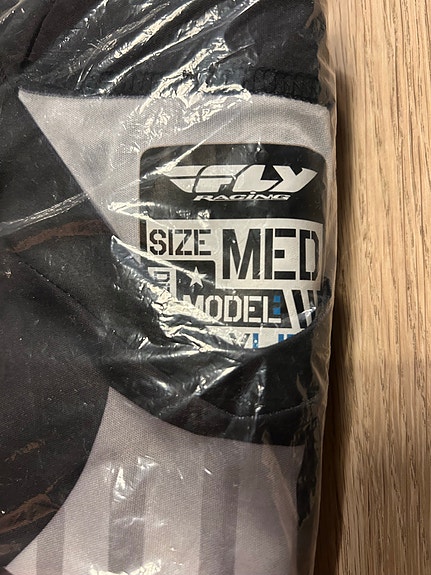 FLY
RACING
SIZE MED
MODEL